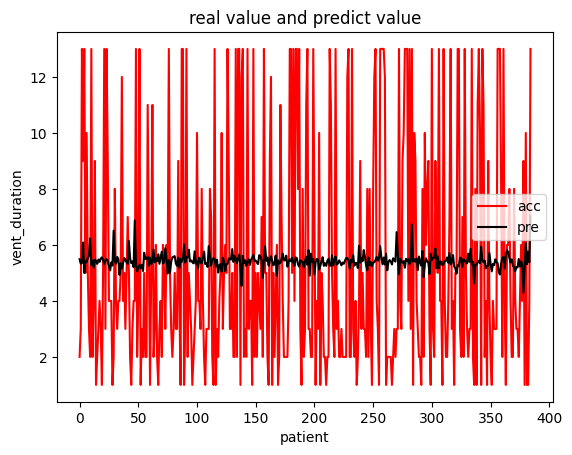 real value and predict value
12
10
8
6
4
2
vent_duration
acc
pre
0 50 100 150 200 250 300 350 400
patient